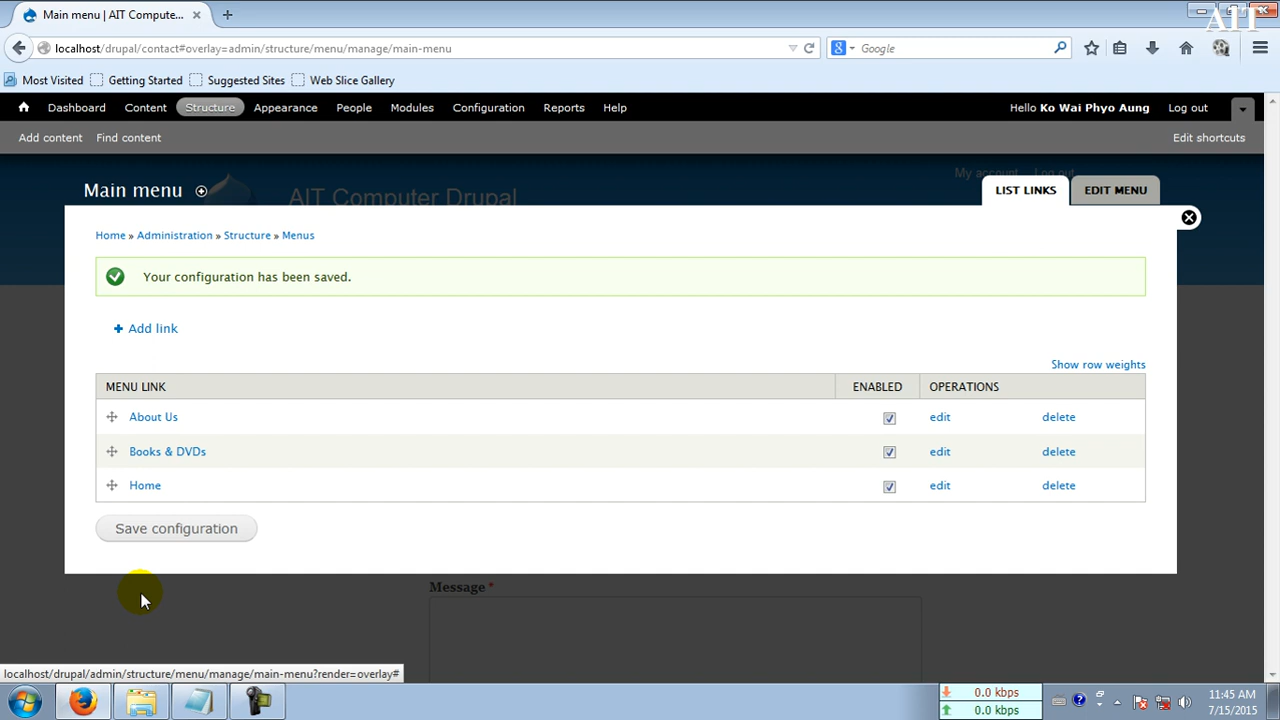 Main menu | AIT Compute...
AIT
localhost/drupal/contact#overlay=admin/structure/menu/manage/main-menu
Google
Most Visited
Getting Started
Suggested Sites
Web Slice Gallery
Dashboard
Content
Structure
Appearance
People
Modules
Configuration
Reports
Help
Hello Ko Wai Phyo Aung
Log out
Add content
Find content
Edit shortcuts
My account
Log out
Main menu
AIT Computer Drupal
LIST LINKS
EDIT MENU
Home » Administration » Structure » Menus
Your configuration has been saved.
Add link
Show row weights
MENU LINK
ENABLED
OPERATIONS
About Us
edit
delete
Books & DVDs
edit
delete
Home
edit
delete
Save configuration
Message *
localhost/drupal/admin/structure/menu/manage/main-menu?render=overlay#
0.0 kbps
0.0 kbps
11:45 AM
7/15/2015